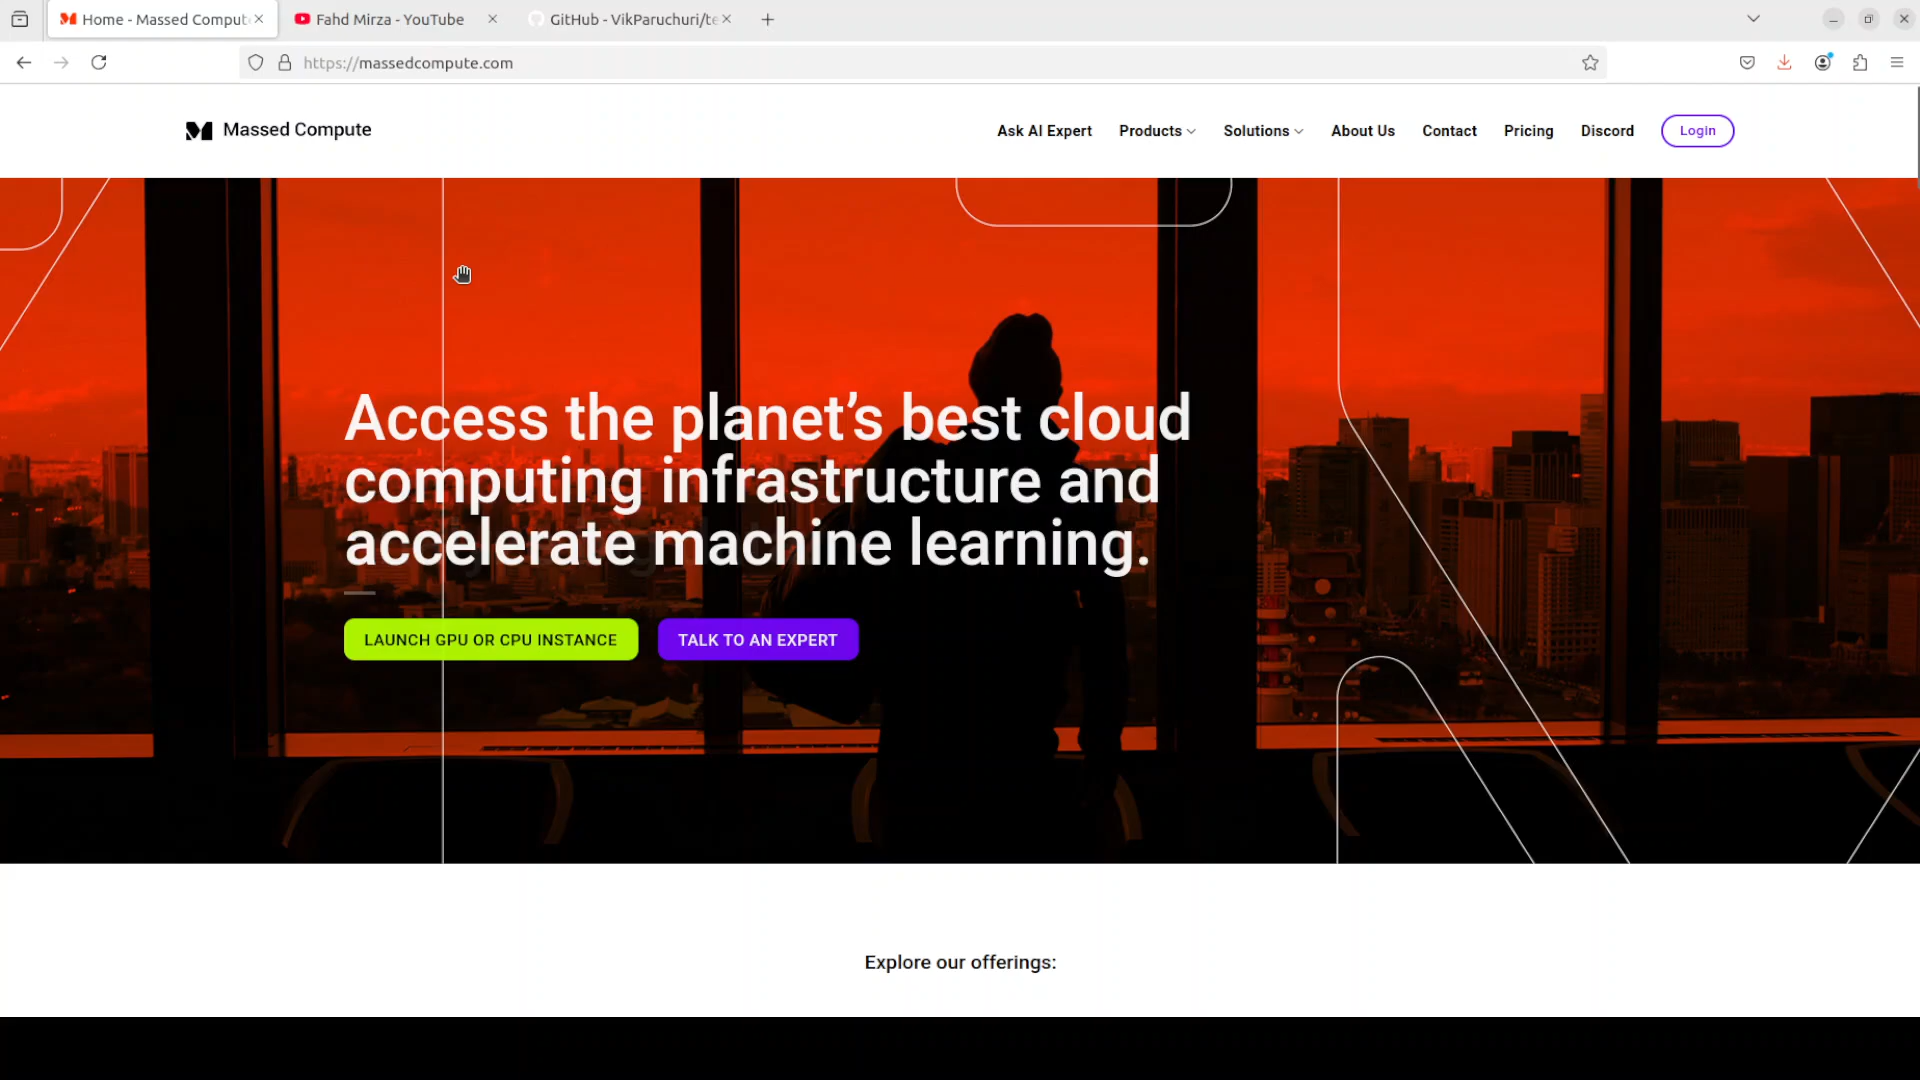 Home - Massed Comput
Fahd Mirza - YouTube
GitHub - VikParuchuri/te
https://massedcompute.com
Massed Compute
Ask AI Expert
Products
Solutions
About Us
Contact
Pricing
Discord
Login
Access the planet’s best cloud
computing infrastructure and
accelerate machine learning.
LAUNCH GPU OR CPU INSTANCE
TALK TO AN EXPERT
Explore our offerings: